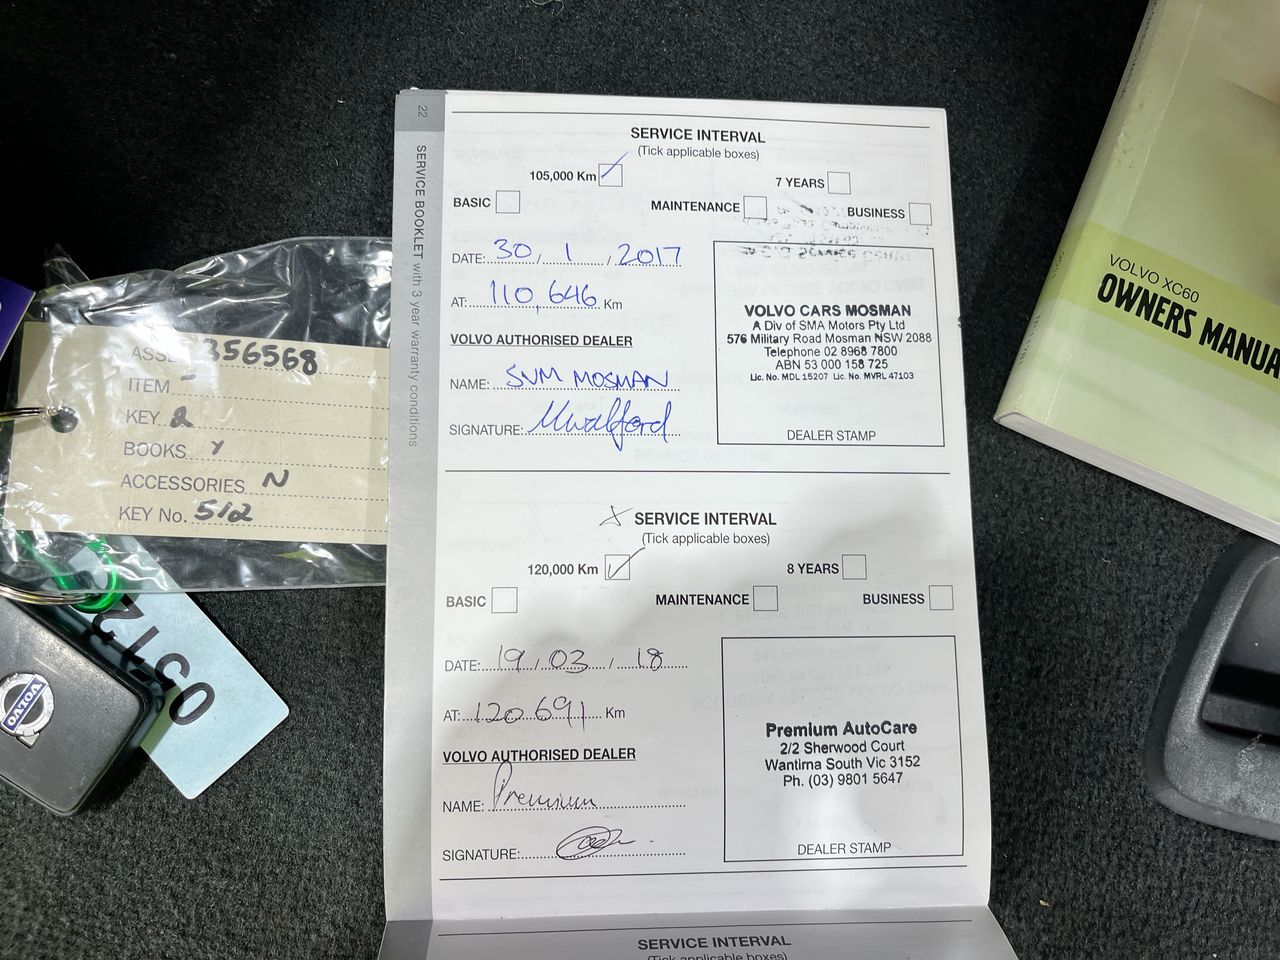 22
SERVICE BOOKLET with 3 year warranty conditions
SERVICE INTERVAL
(Tick applicable boxes)
105,000 Km
7 YEARS
BASIC
MAINTENANCE
BUSINESS
DATE: 30 / 1 / 2017
AT: 110,646 Km
VOLVO AUTHORISED DEALER
NAME: SVM MOSMAN
SIGNATURE:
VOLVO CARS MOSMAN
A Div of SMA Motors Pty Ltd
576 Military Road Mosman NSW 2088
Telephone 02 8968 7800
ABN 53 000 158 725
Lic. No. MDL 15207 Lic. No. MVRL 47103
DEALER STAMP
SERVICE INTERVAL
(Tick applicable boxes)
120,000 Km
8 YEARS
BASIC
MAINTENANCE
BUSINESS
DATE: 19 / 03 / 18
AT: 120691 Km
VOLVO AUTHORISED DEALER
NAME: Premium
SIGNATURE:
Premium AutoCare
2/2 Sherwood Court
Wantirna South Vic 3152
Ph. (03) 9801 5647
DEALER STAMP
SERVICE INTERVAL
(Tick applicable boxes)
356568
ITEM -
KEY 2
BOOKS Y
ACCESSORIES N
KEY No. 512
VOLVO
VOLVO XC60
OWNERS MANUA